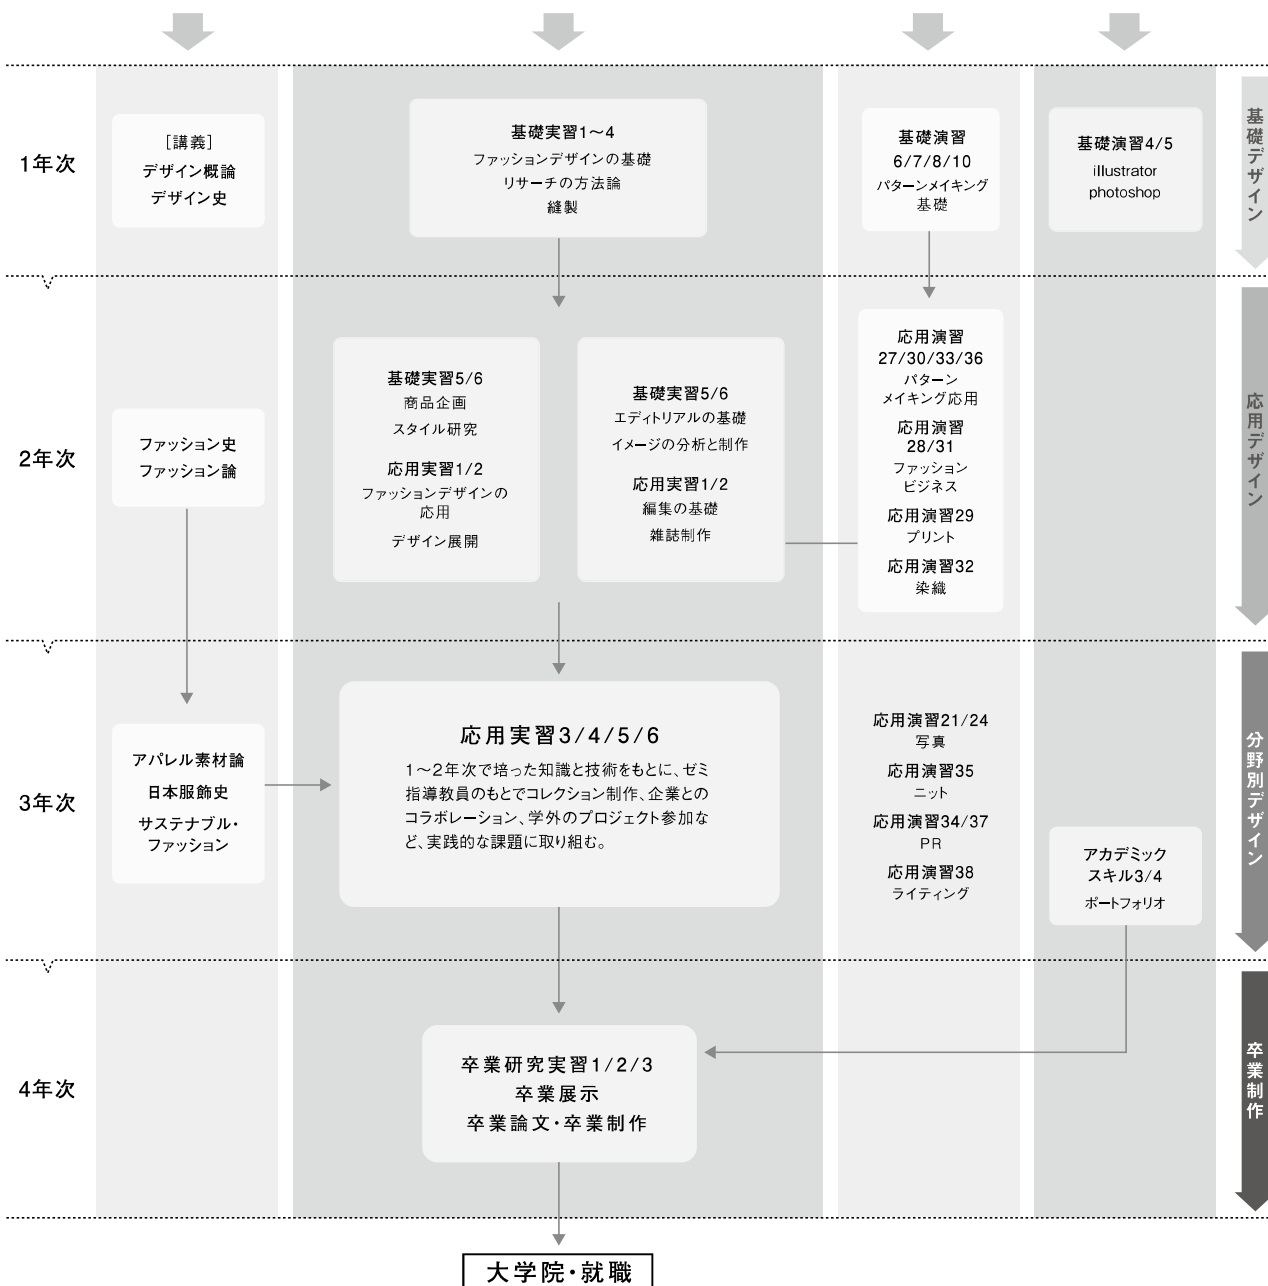 1年次
[講義]
デザイン概論
デザイン史
基礎実習1〜4
ファッションデザインの基礎
リサーチの方法論
縫製
基礎演習
6/7/8/10
パターンメイキング
基礎
基礎演習4/5
illustrator
photoshop
基礎デザイン
2年次
ファッション史
ファッション論
基礎実習5/6
商品企画
スタイル研究
応用実習1/2
ファッションデザインの
応用
デザイン展開
基礎実習5/6
エディトリアルの基礎
イメージの分析と制作
応用実習1/2
編集の基礎
雑誌制作
応用演習
27/30/33/36
パターン
メイキング応用
応用演習
28/31
ファッション
ビジネス
応用演習29
プリント
応用演習32
染織
応用デザイン
3年次
アパレル素材論
日本服飾史
サステナブル・
ファッション
応用実習3/4/5/6
1〜2年次で培った知識と技術をもとに、ゼミ
指導教員のもとでコレクション制作、企業との
コラボレーション、学外のプロジェクト参加な
ど、実践的な課題に取り組む。
応用演習21/24
写真
応用演習35
ニット
応用演習34/37
PR
応用演習38
ライティング
アカデミック
スキル3/4
ポートフォリオ
分野別デザイン
4年次
卒業研究実習1/2/3
卒業展示
卒業論文・卒業制作
卒業制作
大学院・就職